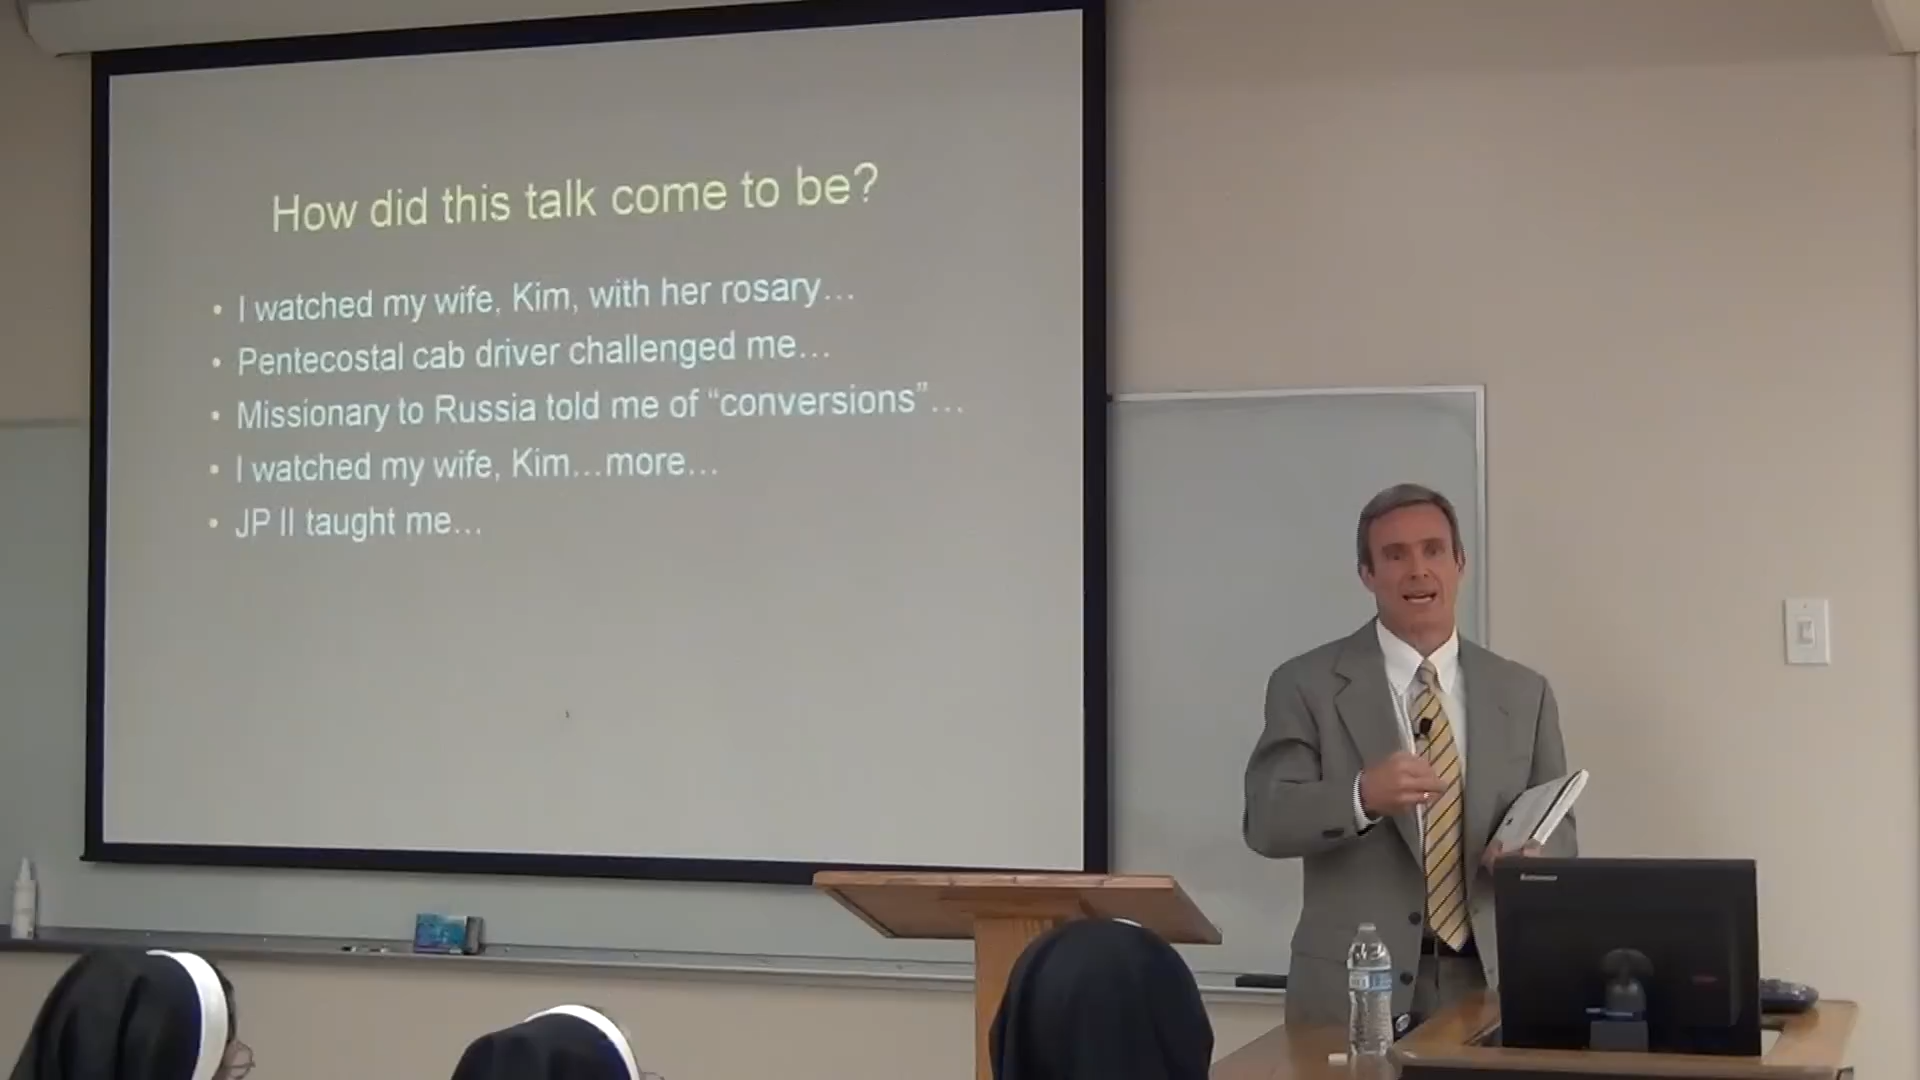 How did this talk come to be?
• I watched my wife, Kim, with her rosary…
• Pentecostal cab driver challenged me…
• Missionary to Russia told me of “conversions”…
• I watched my wife, Kim…more…
• JP II taught me…